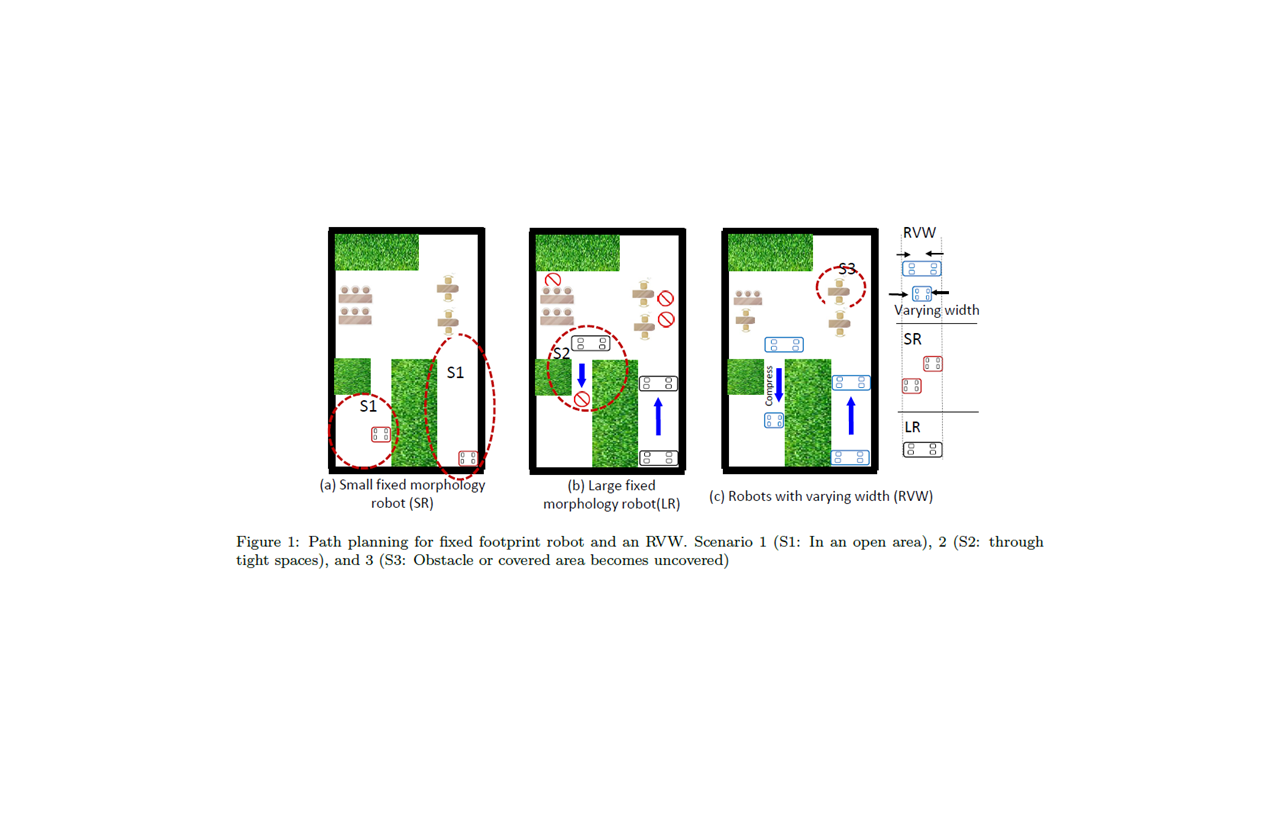 S1
S1
(a) Small fixed morphology
robot (SR)
S2
(b) Large fixed
morphology robot(LR)
S3
Compress
(c) Robots with varying width (RVW)
RVW
Varying width
SR
LR
Figure 1: Path planning for fixed footprint robot and an RVW. Scenario 1 (S1: In an open area), 2 (S2: through
tight spaces), and 3 (S3: Obstacle or covered area becomes uncovered)